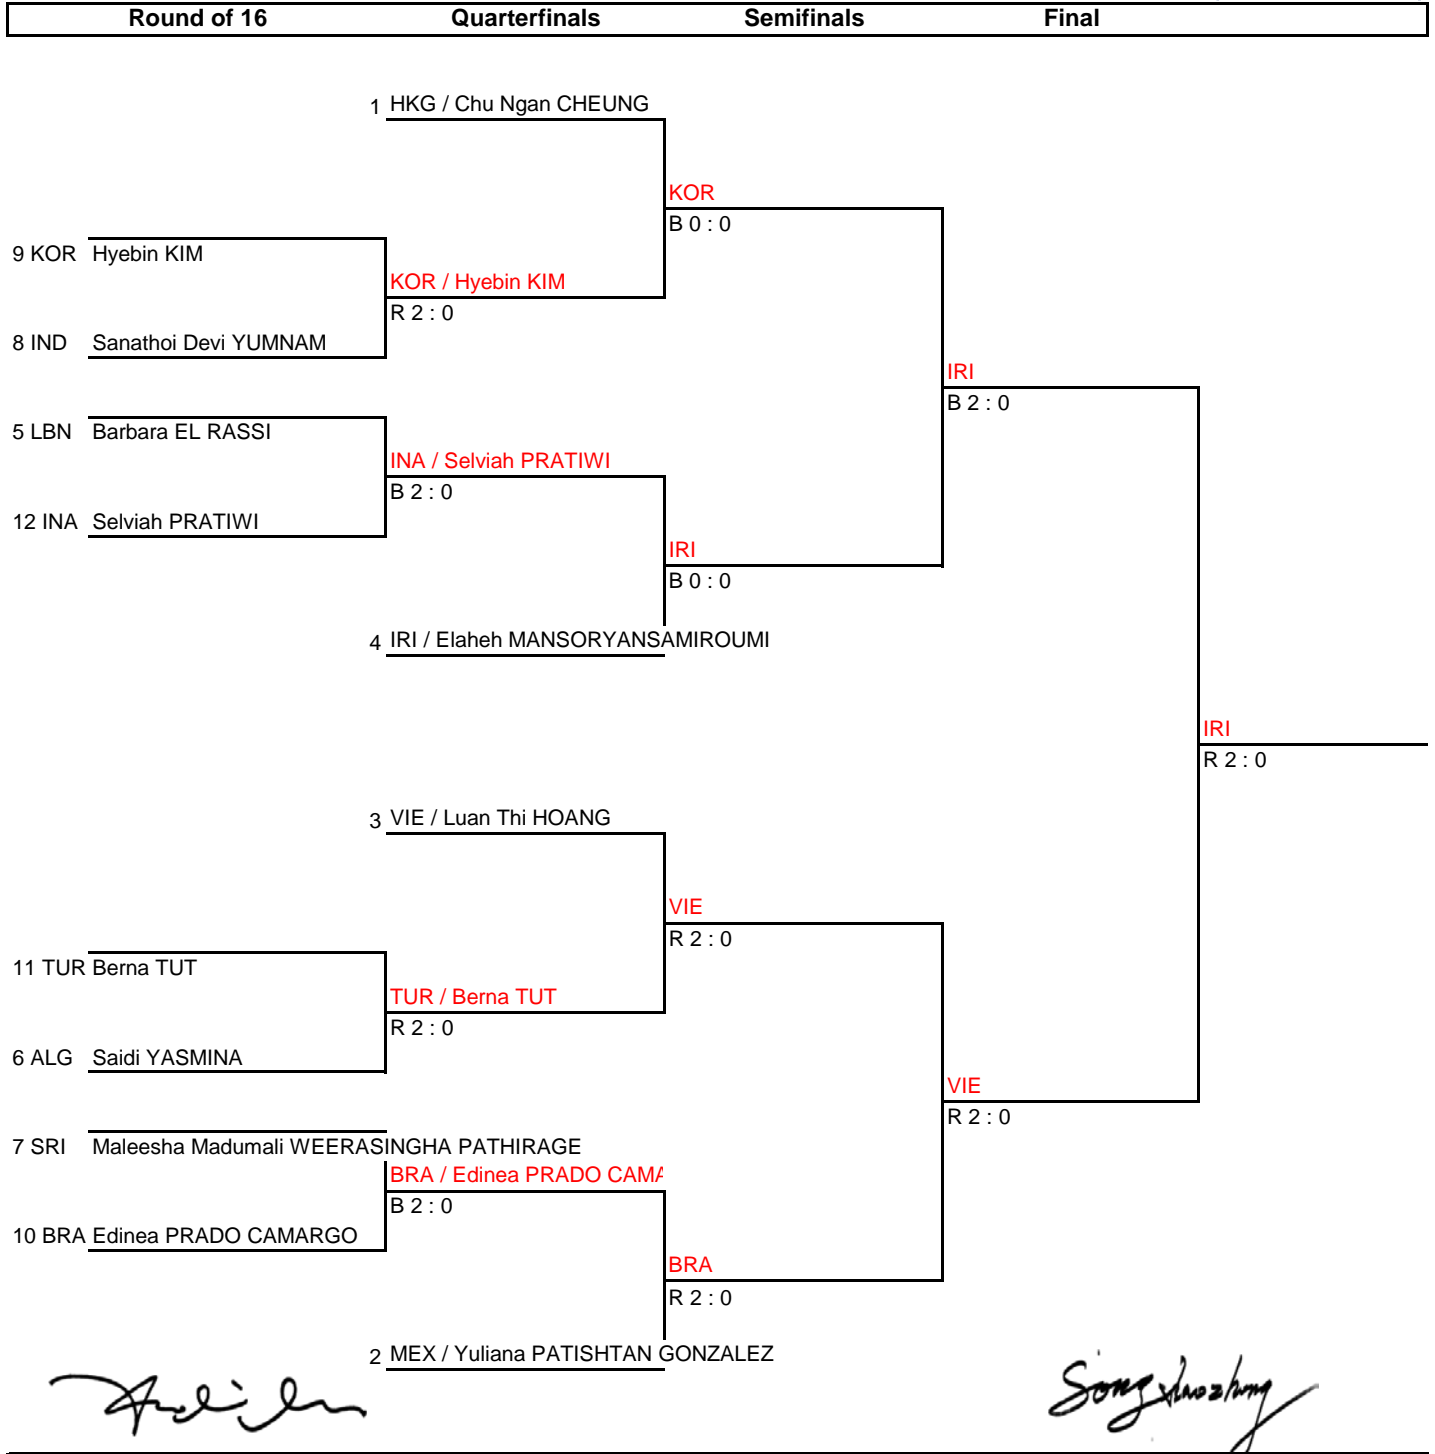 Round of 16 Quarterfinals Semifinals Final
1 HKG / Chu Ngan CHEUNG
KOR
B 0 : 0
9 KOR Hyebin KIM
KOR / Hyebin KIM
R 2 : 0
8 IND Sanathoi Devi YUMNAM
IRI
B 2 : 0
5 LBN Barbara EL RASSI
INA / Selviah PRATIWI
B 2 : 0
12 INA Selviah PRATIWI
IRI
B 0 : 0
4 IRI / Elaheh MANSORYANSAMIROUMI
IRI
R 2 : 0
3 VIE / Luan Thi HOANG
VIE
R 2 : 0
11 TUR Berna TUT
TUR / Berna TUT
R 2 : 0
6 ALG Saidi YASMINA
VIE
R 2 : 0
7 SRI Maleesha Madumali WEERASINGHA PATHIRAGE
BRA / Edinea PRADO CAMA
B 2 : 0
10 BRA Edinea PRADO CAMARGO
BRA
R 2 : 0
2 MEX / Yuliana PATISHTAN GONZALEZ